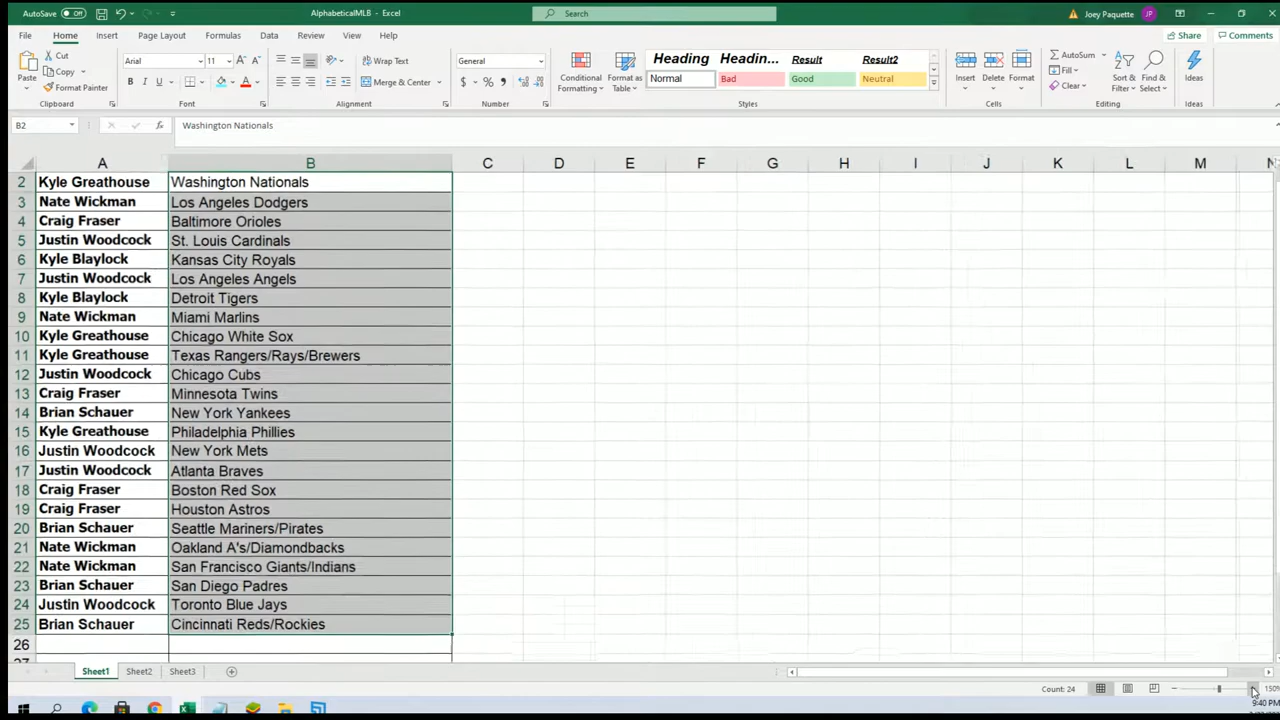 AutoSave Off AlphabeticalMLB - Excel Search Joey Paquette JP
File Home Insert Page Layout Formulas Data Review View Help Share Comments
Paste Cut Copy Format Painter Clipboard
Arial 11 B I U A Font
Wrap Text Merge & Center Alignment
General $ % Number
Conditional Formatting Format as Table Heading Headin... Result Result2 Normal Bad Good Neutral Styles
Insert Delete Format Cells
AutoSum Fill Clear Sort & Filter Find & Select Editing
Ideas Ideas
B2 fx Washington Nationals
A B C D E F G H I J K L M N
2 Kyle Greathouse Washington Nationals
3 Nate Wickman Los Angeles Dodgers
4 Craig Fraser Baltimore Orioles
5 Justin Woodcock St. Louis Cardinals
6 Kyle Blaylock Kansas City Royals
7 Justin Woodcock Los Angeles Angels
8 Kyle Blaylock Detroit Tigers
9 Nate Wickman Miami Marlins
10 Kyle Greathouse Chicago White Sox
11 Kyle Greathouse Texas Rangers/Rays/Brewers
12 Justin Woodcock Chicago Cubs
13 Craig Fraser Minnesota Twins
14 Brian Schauer New York Yankees
15 Kyle Greathouse Philadelphia Phillies
16 Justin Woodcock New York Mets
17 Justin Woodcock Atlanta Braves
18 Craig Fraser Boston Red Sox
19 Craig Fraser Houston Astros
20 Brian Schauer Seattle Mariners/Pirates
21 Nate Wickman Oakland A's/Diamondbacks
22 Nate Wickman San Francisco Giants/Indians
23 Brian Schauer San Diego Padres
24 Justin Woodcock Toronto Blue Jays
25 Brian Schauer Cincinnati Reds/Rockies
26
27
Sheet1 Sheet2 Sheet3
Count: 24 150%
9:40 PM